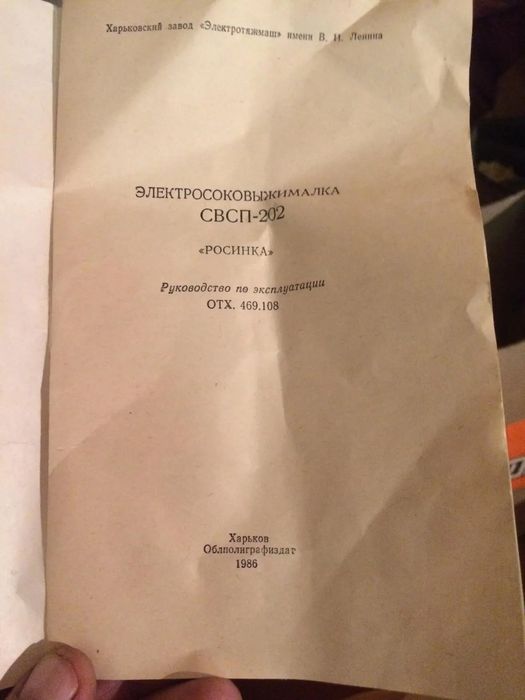 Харьковский завод «Электротяжмаш» имени В. И. Ленина
ЭЛЕКТРОСОКОВЫЖИМАЛКА
СВСП-202
«РОСИНКА»
Руководство по эксплуатации
ОТХ. 469.108
Харьков
Облполиграфиздат
1986